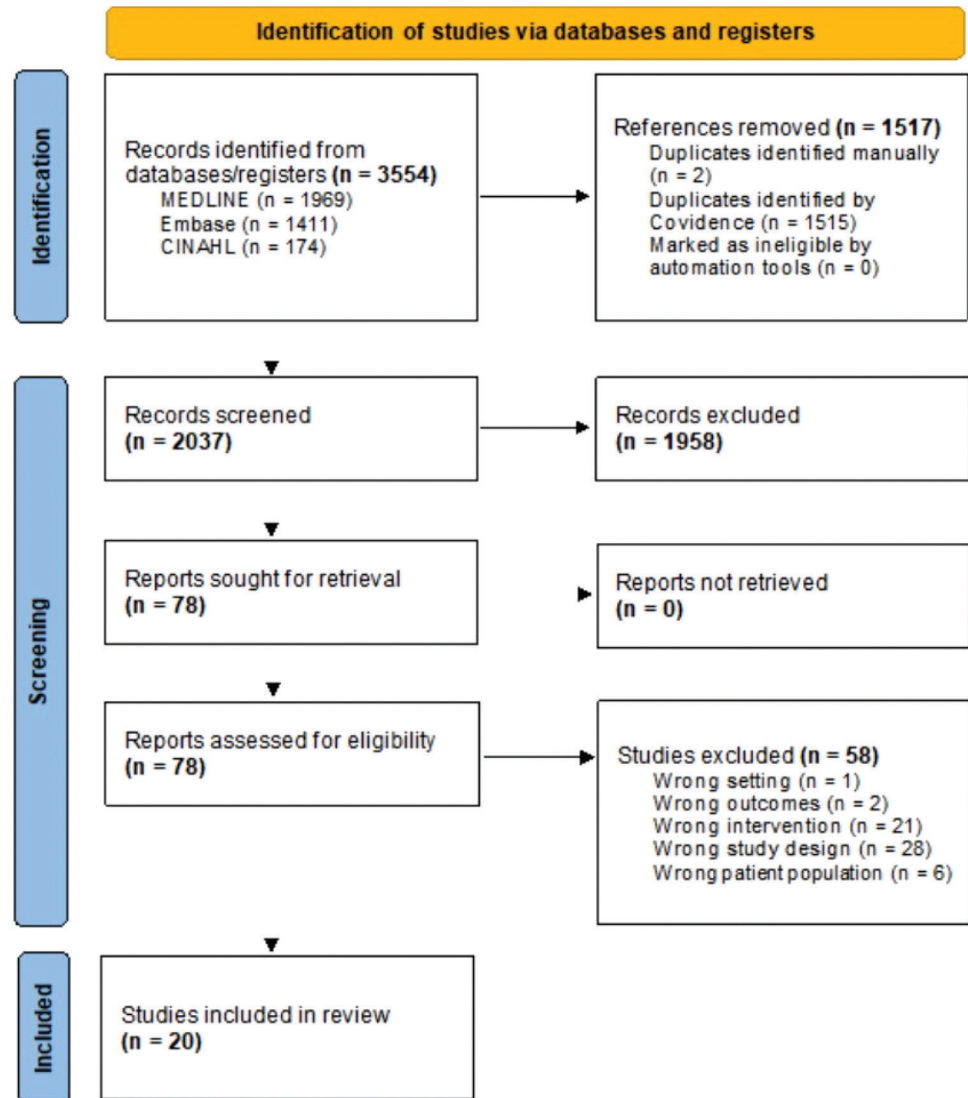 Identification of studies via databases and registers
Identification
Records identified from
databases/registers (n = 3554)
MEDLINE (n = 1969)
Embase (n = 1411)
CINAHL (n = 174)
References removed (n = 1517)
Duplicates identified manually
(n = 2)
Duplicates identified by
Covidence (n = 1515)
Marked as ineligible by
automation tools (n = 0)
Screening
Records screened
(n = 2037)
Records excluded
(n = 1958)
Reports sought for retrieval
(n = 78)
Reports not retrieved
(n = 0)
Reports assessed for eligibility
(n = 78)
Studies excluded (n = 58)
Wrong setting (n = 1)
Wrong outcomes (n = 2)
Wrong intervention (n = 21)
Wrong study design (n = 28)
Wrong patient population (n = 6)
Included
Studies included in review
(n = 20)